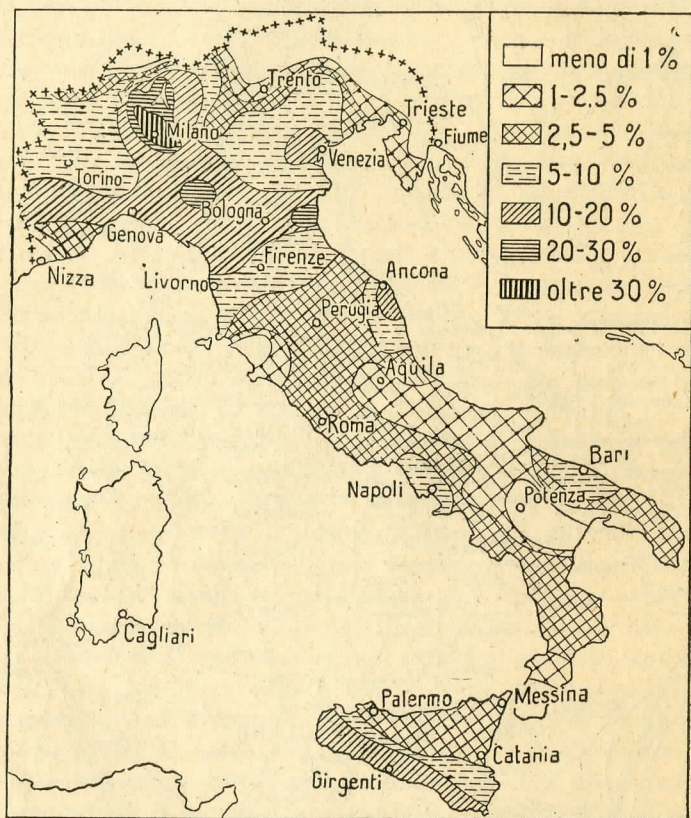 meno di 1%
1-2.5 %
2,5-5 %
5-10 %
10-20 %
20-30 %
oltre 30 %
Trento
Trieste
Fiume
Milano
Venezia
Torino
Bologna
Genova
Nizza
Livorno
Firenze
Ancona
Perugia
Aquila
Roma
Bari
Napoli
Potenza
Cagliari
Palermo
Messina
Catania
Girgenti